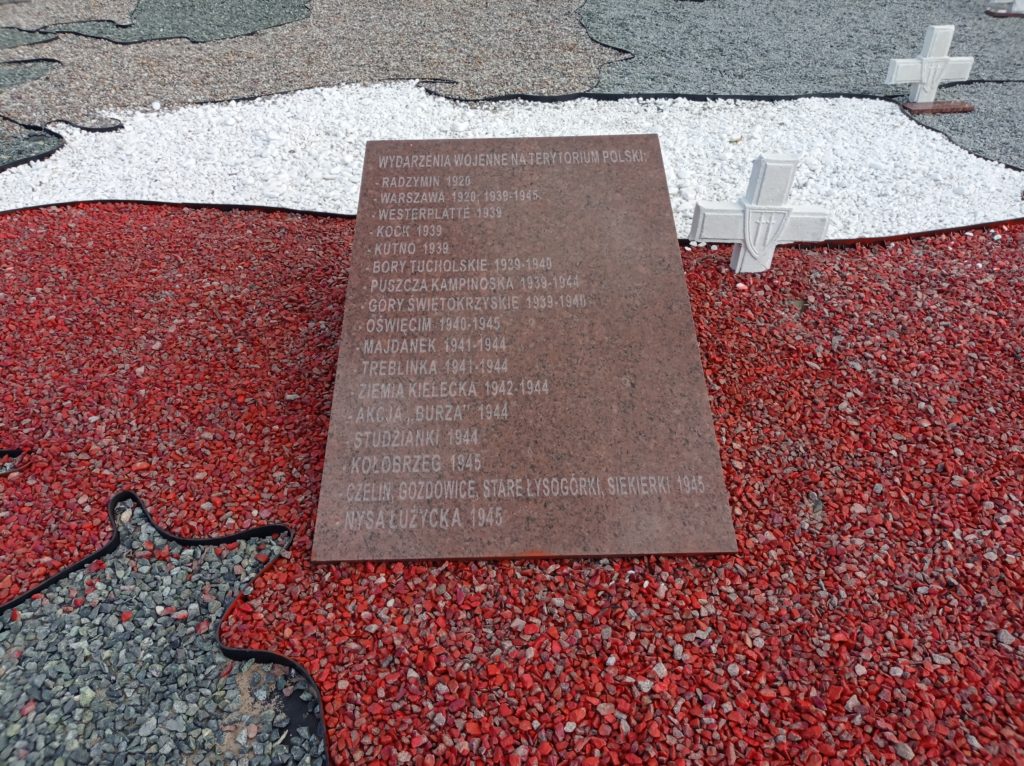 WYDARZENIA WOJENNE NA TERYTORIUM POLSKI:
- RADZYMIN 1920
- WARSZAWA 1920, 1939-1945
- WESTERPLATTE 1939
- KOCK 1939
- KUTNO 1939
- BORY TUCHOLSKIE 1939-1940
- PUSZCZA KAMPINOSKA 1939-1944
- GÓRY ŚWIĘTOKRZYSKIE 1939-1940
- OŚWIĘCIM 1940-1945
- MAJDANEK 1941-1944
- TREBLINKA 1941-1944
- ZIEMIA KIELECKA 1942-1944
- AKCJA „BURZA” 1944
- STUDZIANKI 1944
- KOŁOBRZEG 1945
CZELIN, GOZDOWICE, STARE ŁYSOGÓRKI, SIEKIERKI 1945
NYSA ŁUŻYCKA 1945